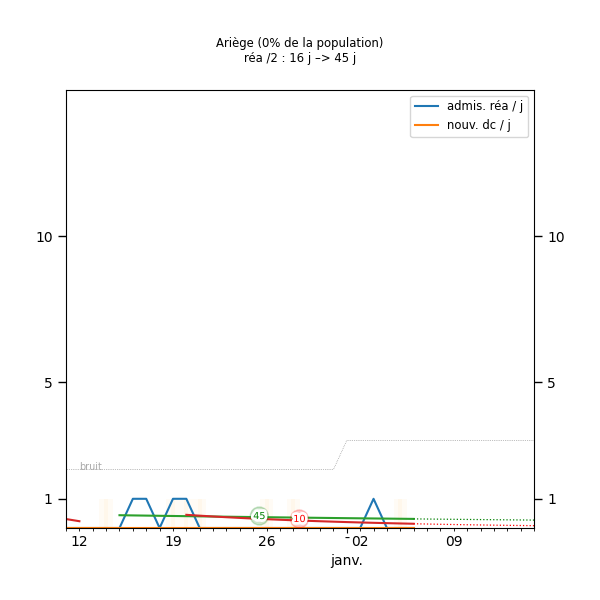 Ariège (0% de la population)
réa /2 : 16 j –> 45 j
admis. réa / j
nouv. dc / j
10
10
5
5
bruit
1
1
45
10
12
19
26
02
09
janv.